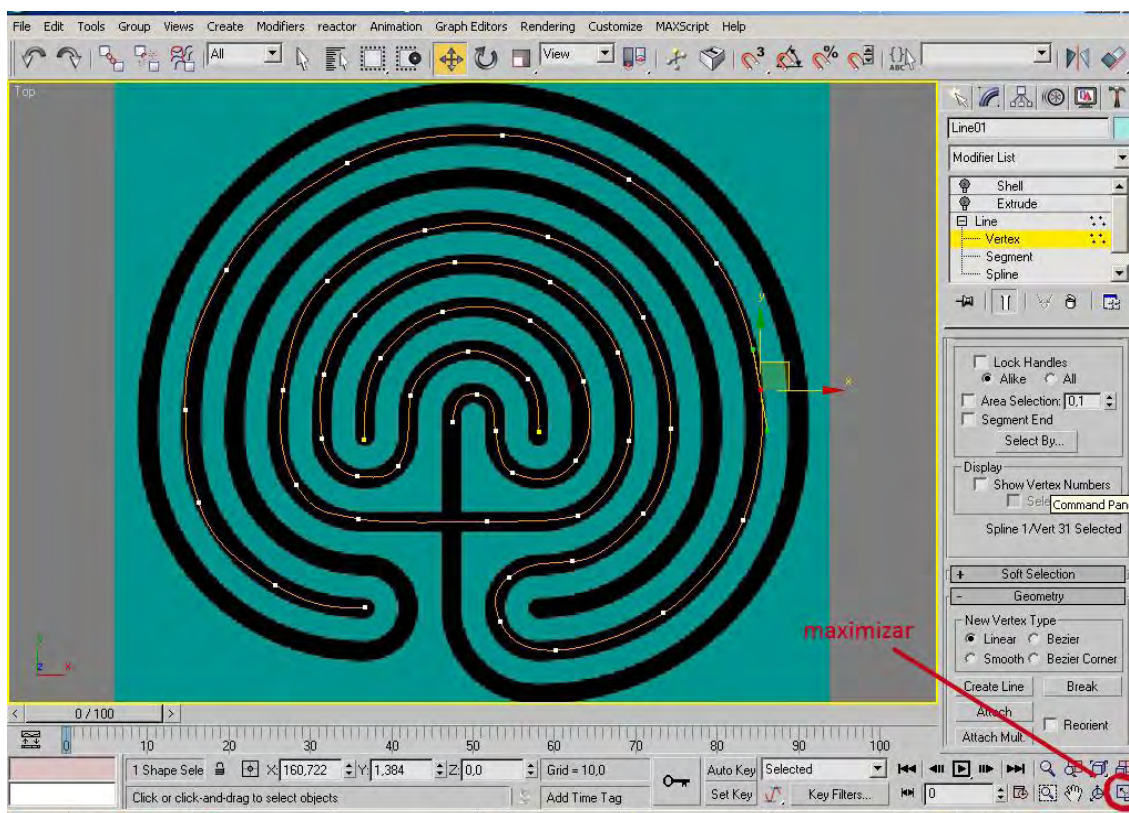 File Edit Tools Group Views Create Modifiers reactor Animation Graph Editors Rendering Customize MAXScript Help
All
View
3
%
ABC
Top
Line01
Modifier List
Shell
Extrude
Line
Vertex
Segment
Spline
y
x
Lock Handles
Alike All
Area Selection: 0,1
Segment End
Select By...
Display
Show Vertex Numbers
Sele
Command Pan
Spline 1/Vert 31 Selected
+ Soft Selection
- Geometry
New Vertex Type
Linear Bezier
Smooth Bezier Corner
maximizar
Create Line Break
Attach
Reorient
Attach Mult.
z x
< 0 / 100 >
0 10 20 30 40 50 60 70 80 90 100
1 Shape Sele X: 160,722 Y: 1,384 Z: 0,0 Grid = 10,0 Auto Key Selected
Click or click-and-drag to select objects Add Time Tag Set Key Key Filters... 0